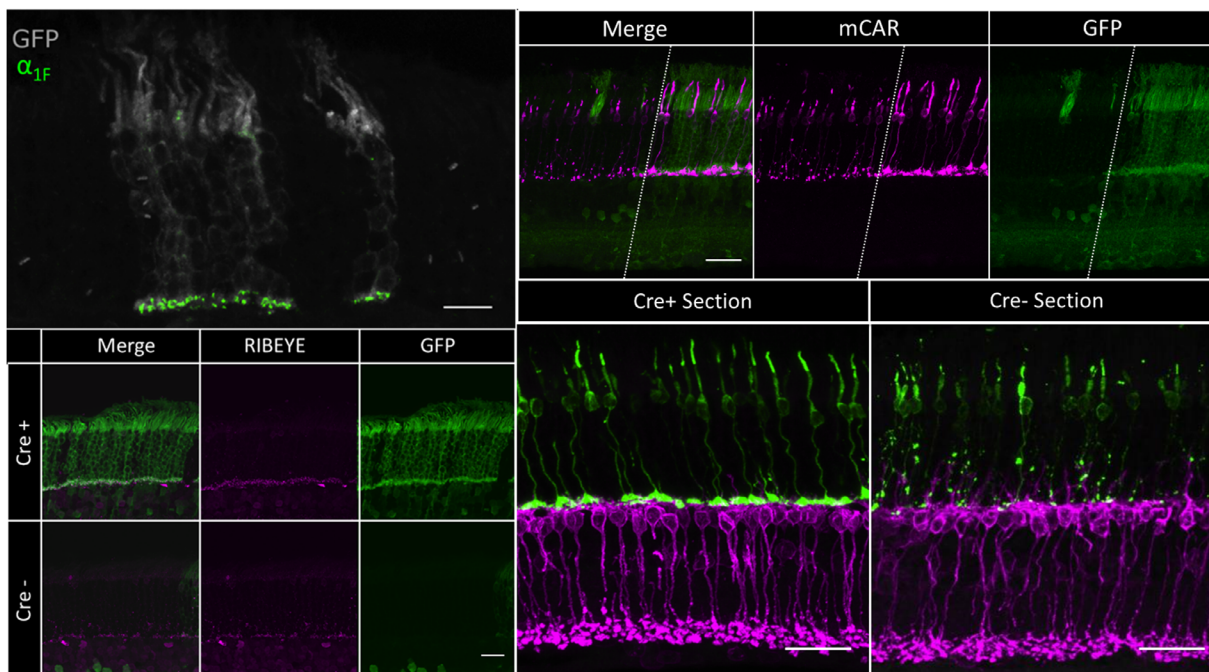 GFP
α1F
Merge mCAR GFP
Merge RIBEYE GFP
Cre +
Cre -
Cre+ Section Cre- Section